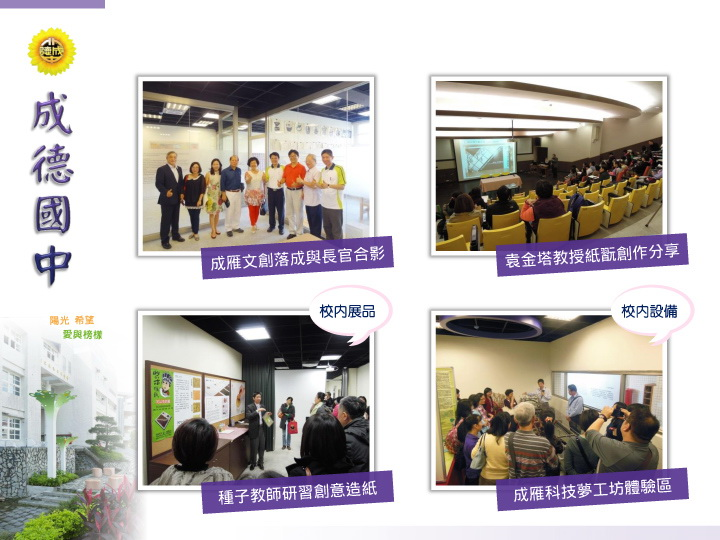 成德
成德國中
陽光 希望
愛與榜樣
成雁文創落成與長官合影
袁金塔教授紙翫創作分享
校內展品
校內設備
種子教師研習創意造紙
成雁科技夢工坊體驗區